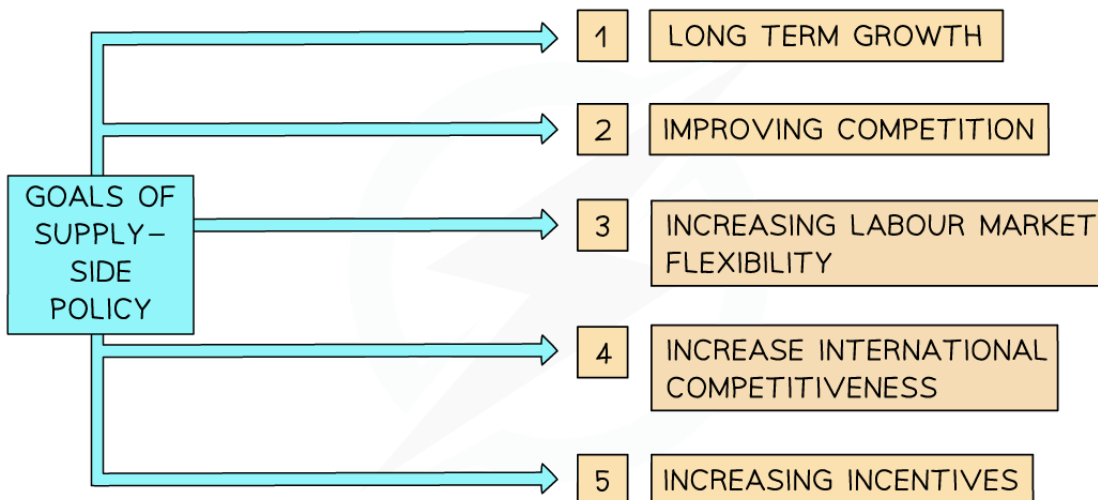 GOALS OF
SUPPLY-
SIDE
POLICY
1 LONG TERM GROWTH
2 IMPROVING COMPETITION
3 INCREASING LABOUR MARKET
FLEXIBILITY
4 INCREASE INTERNATIONAL
COMPETITIVENESS
5 INCREASING INCENTIVES